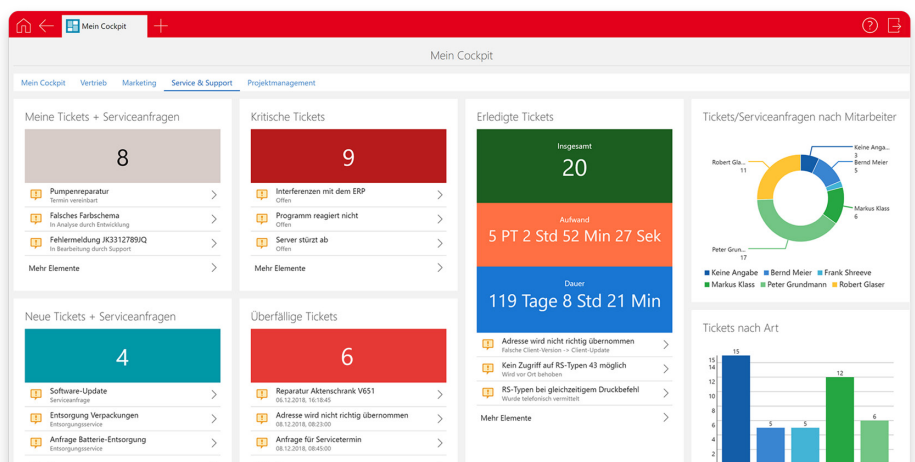 Mein Cockpit
Mein Cockpit
Mein Cockpit
Vertrieb
Marketing
Service & Support
Projektmanagement
Meine Tickets + Serviceanfragen
8
Pumpenreparatur
Termin vereinbart
Falsches Farbschema
In Analyse durch Entwicklung
Fehlermeldung JK3312789JQ
In Bearbeitung durch Support
Mehr Elemente
Kritische Tickets
9
Interferenzen mit dem ERP
Offen
Programm reagiert nicht
Offen
Server stürzt ab
Offen
Mehr Elemente
Erledigte Tickets
Insgesamt
20
Aufwand
5 PT 2 Std 52 Min 27 Sek
Dauer
119 Tage 8 Std 21 Min
Adresse wird nicht richtig übernommen
Falsche Client-Version -> Client-Update
Kein Zugriff auf RS-Typen 43 möglich
Wird vor Ort behoben
RS-Typen bei gleichzeitigem Druckbefehl
Wurde telefonisch vermittelt
Mehr Elemente
Tickets/Serviceanfragen nach Mitarbeiter
Keine Anga...
3
Bernd Meier
5
Robert Gla...
11
Markus Klass
6
Peter Grun...
17
Keine Angabe
Bernd Meier
Frank Shreeve
Markus Klass
Peter Grundmann
Robert Glaser
Neue Tickets + Serviceanfragen
4
Software-Update
Serviceanfrage
Entsorgung Verpackungen
Entsorgungsservice
Anfrage Batterie-Entsorgung
Entsorgungsservice
Überfällige Tickets
6
Reparatur Aktenschrank V651
06.12.2018, 16:18:45
Adresse wird nicht richtig übernommen
08.12.2018, 08:23:00
Anfrage für Servicetermin
08.12.2018, 08:45:00
Tickets nach Art
15
14
12
10
8
6
4
2
15
5
5
12
6